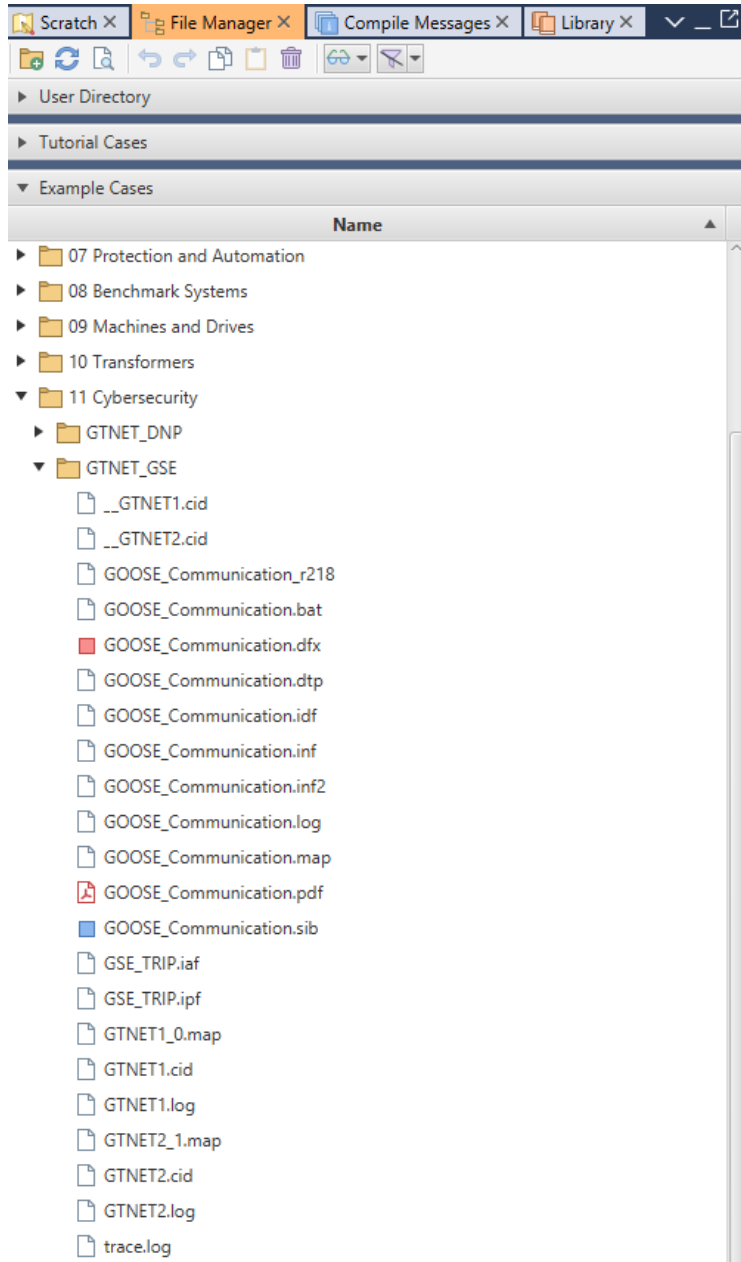 Scratch File Manager Compile Messages Library
User Directory
Tutorial Cases
Example Cases
Name
07 Protection and Automation
08 Benchmark Systems
09 Machines and Drives
10 Transformers
11 Cybersecurity
GTNET_DNP
GTNET_GSE
__GTNET1.cid
__GTNET2.cid
GOOSE_Communication_r218
GOOSE_Communication.bat
GOOSE_Communication.dfx
GOOSE_Communication.dtp
GOOSE_Communication.idf
GOOSE_Communication.inf
GOOSE_Communication.inf2
GOOSE_Communication.log
GOOSE_Communication.map
GOOSE_Communication.pdf
GOOSE_Communication.sib
GSE_TRIP.iaf
GSE_TRIP.ipf
GTNET1_0.map
GTNET1.cid
GTNET1.log
GTNET2_1.map
GTNET2.cid
GTNET2.log
trace.log